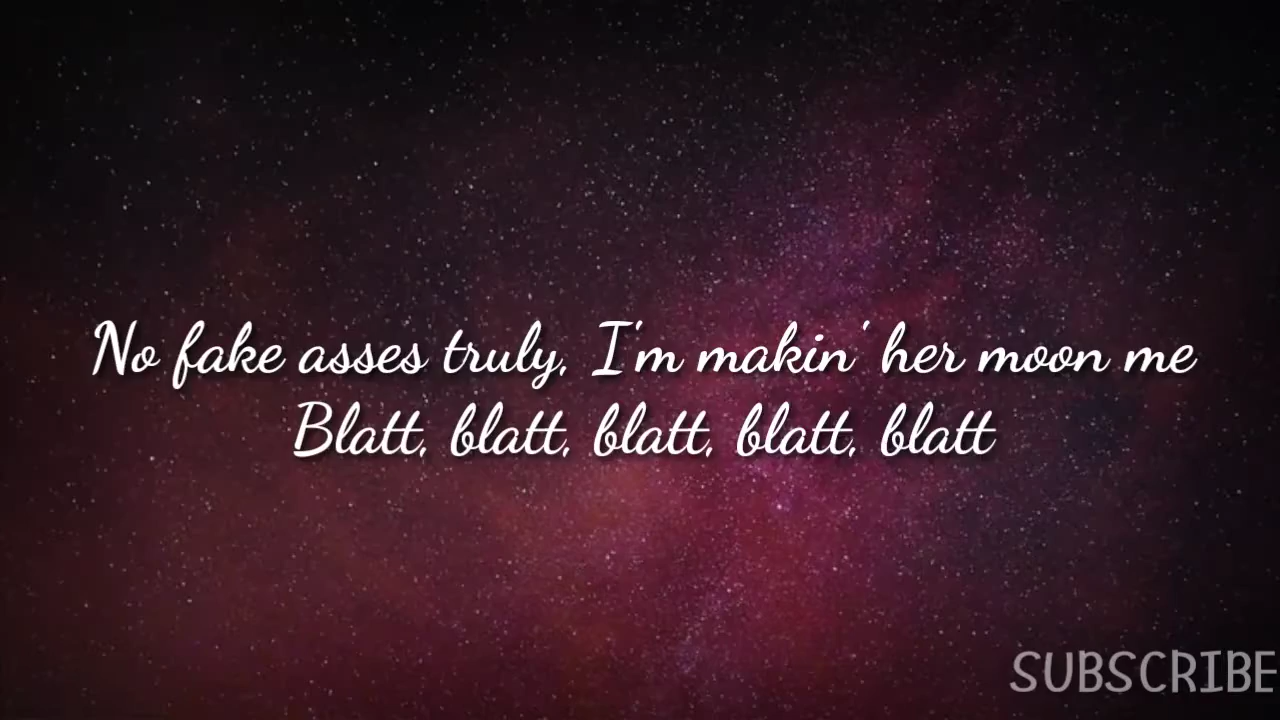 No fake asses truly, I'm makin' her moon me
Blatt, blatt, blatt, blatt, blatt
SUBSCRIBE